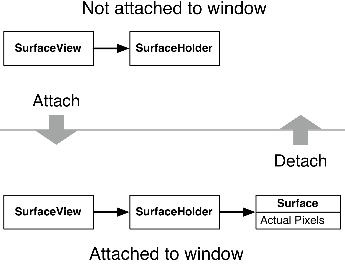 Not attached to window
SurfaceView
SurfaceHolder
Attach
Detach
SurfaceView
SurfaceHolder
Surface
Actual Pixels
Attached to window